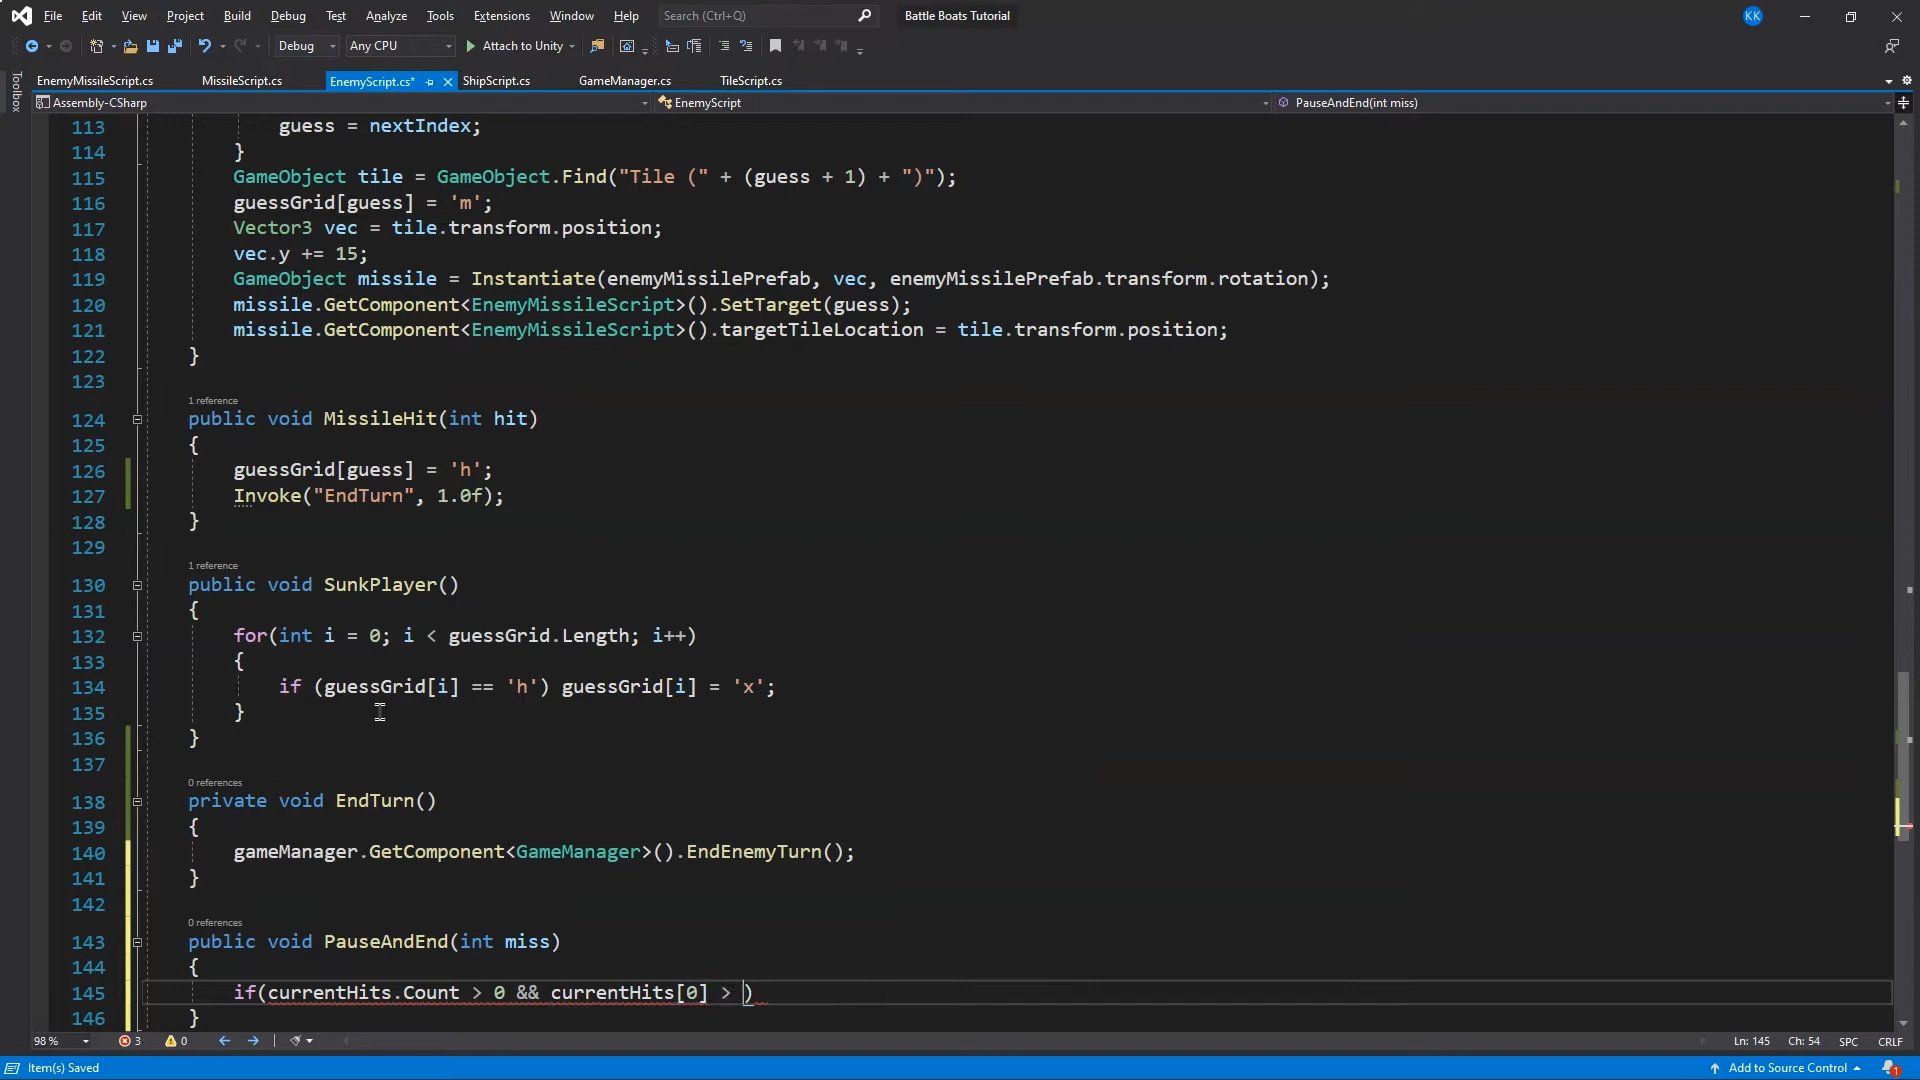 File Edit View Project Build Debug Test Analyze Tools Extensions Window Help Search (Ctrl+Q) Battle Boats Tutorial KK
Debug Any CPU Attach to Unity
Toolbox
EnemyMissileScript.cs MissileScript.cs EnemyScript.cs* ShipScript.cs GameManager.cs TileScript.cs
Assembly-CSharp EnemyScript PauseAndEnd(int miss)
113 guess = nextIndex;
114 }
115 GameObject tile = GameObject.Find("Tile (" + (guess + 1) + ")");
116 guessGrid[guess] = 'm';
117 Vector3 vec = tile.transform.position;
118 vec.y += 15;
119 GameObject missile = Instantiate(enemyMissilePrefab, vec, enemyMissilePrefab.transform.rotation);
120 missile.GetComponent<EnemyMissileScript>().SetTarget(guess);
121 missile.GetComponent<EnemyMissileScript>().targetTileLocation = tile.transform.position;
122 }
123
1 reference
124 public void MissileHit(int hit)
125 {
126 guessGrid[guess] = 'h';
127 Invoke("EndTurn", 1.0f);
128 }
129
1 reference
130 public void SunkPlayer()
131 {
132 for(int i = 0; i < guessGrid.Length; i++)
133 {
134 if (guessGrid[i] == 'h') guessGrid[i] = 'x';
135 }
136 }
137
0 references
138 private void EndTurn()
139 {
140 gameManager.GetComponent<GameManager>().EndEnemyTurn();
141 }
142
0 references
143 public void PauseAndEnd(int miss)
144 {
145 if(currentHits.Count > 0 && currentHits[0] > )
146 }
98 % 3 0 Ln: 145 Ch: 54 SPC CRLF
Item(s) Saved Add to Source Control 1